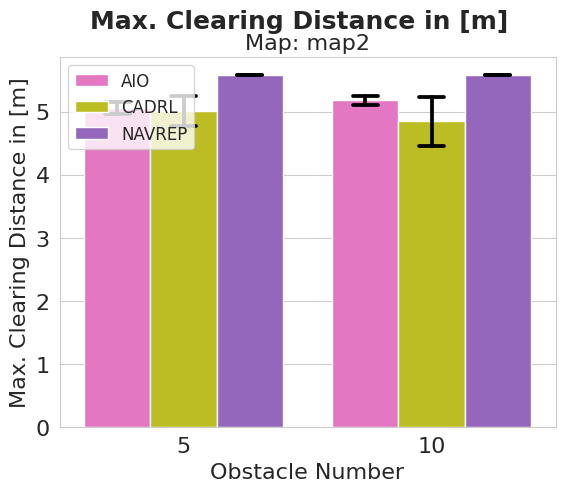 Max. Clearing Distance in [m]
Map: map2
Max. Clearing Distance in [m]
AIO
CADRL
NAVREP
5
4
3
2
1
0
5
10
Obstacle Number